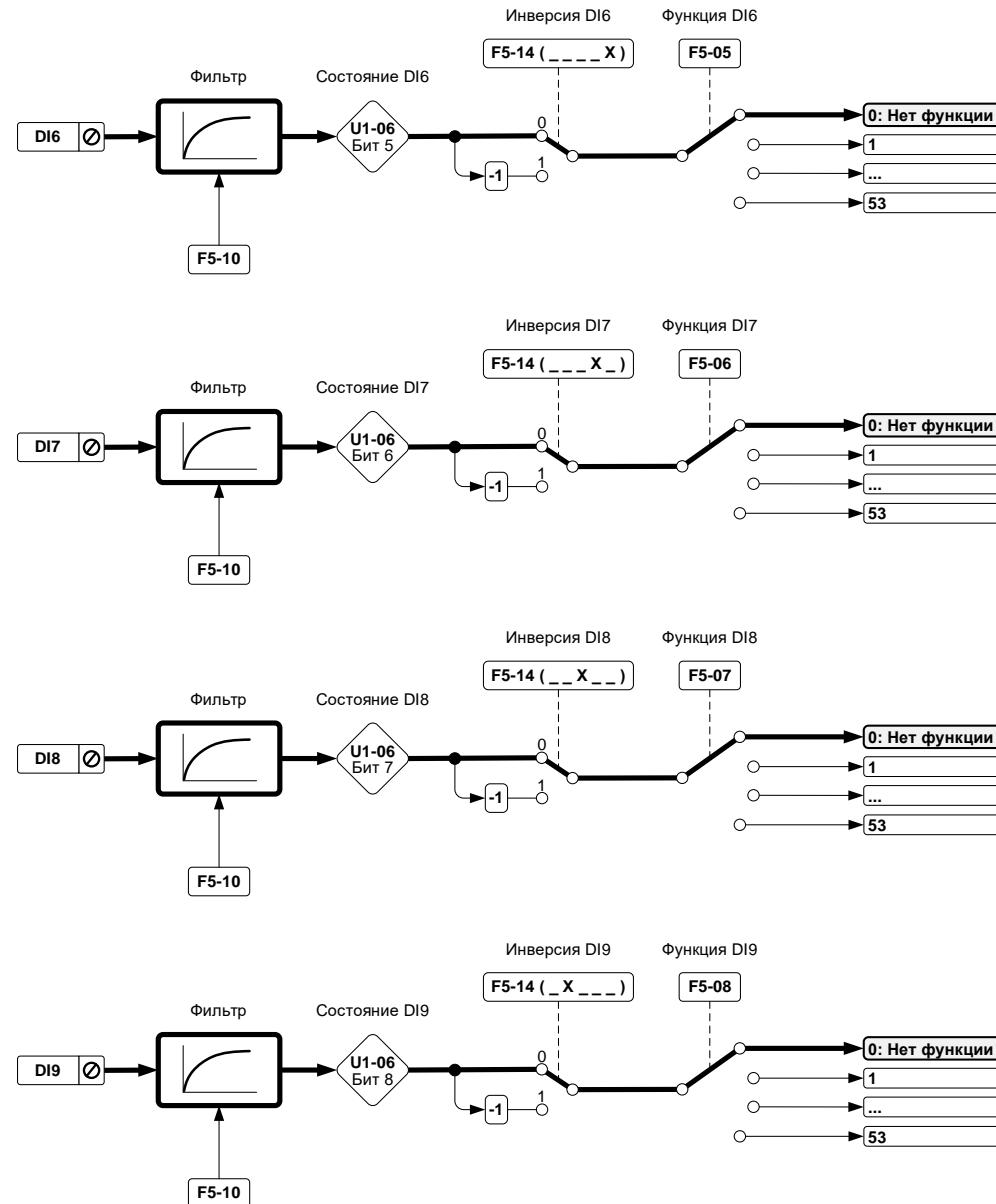 Инверсия DI6 Функция DI6
F5-14 ( _ _ _ _ X ) F5-05
Фильтр Состояние DI6
0 0: Нет функции
DI6 U1-06 1
Бит 5 1
-1 ...
53
F5-10
Инверсия DI7 Функция DI7
F5-14 ( _ _ _ X _ ) F5-06
Фильтр Состояние DI7
0 0: Нет функции
DI7 U1-06 1
Бит 6 1
-1 ...
53
F5-10
Инверсия DI8 Функция DI8
F5-14 ( _ _ X _ _ ) F5-07
Фильтр Состояние DI8
0 0: Нет функции
DI8 U1-06 1
Бит 7 1
-1 ...
53
F5-10
Инверсия DI9 Функция DI9
F5-14 ( _ X _ _ _ ) F5-08
Фильтр Состояние DI9
0 0: Нет функции
DI9 U1-06 1
Бит 8 1
-1 ...
53
F5-10